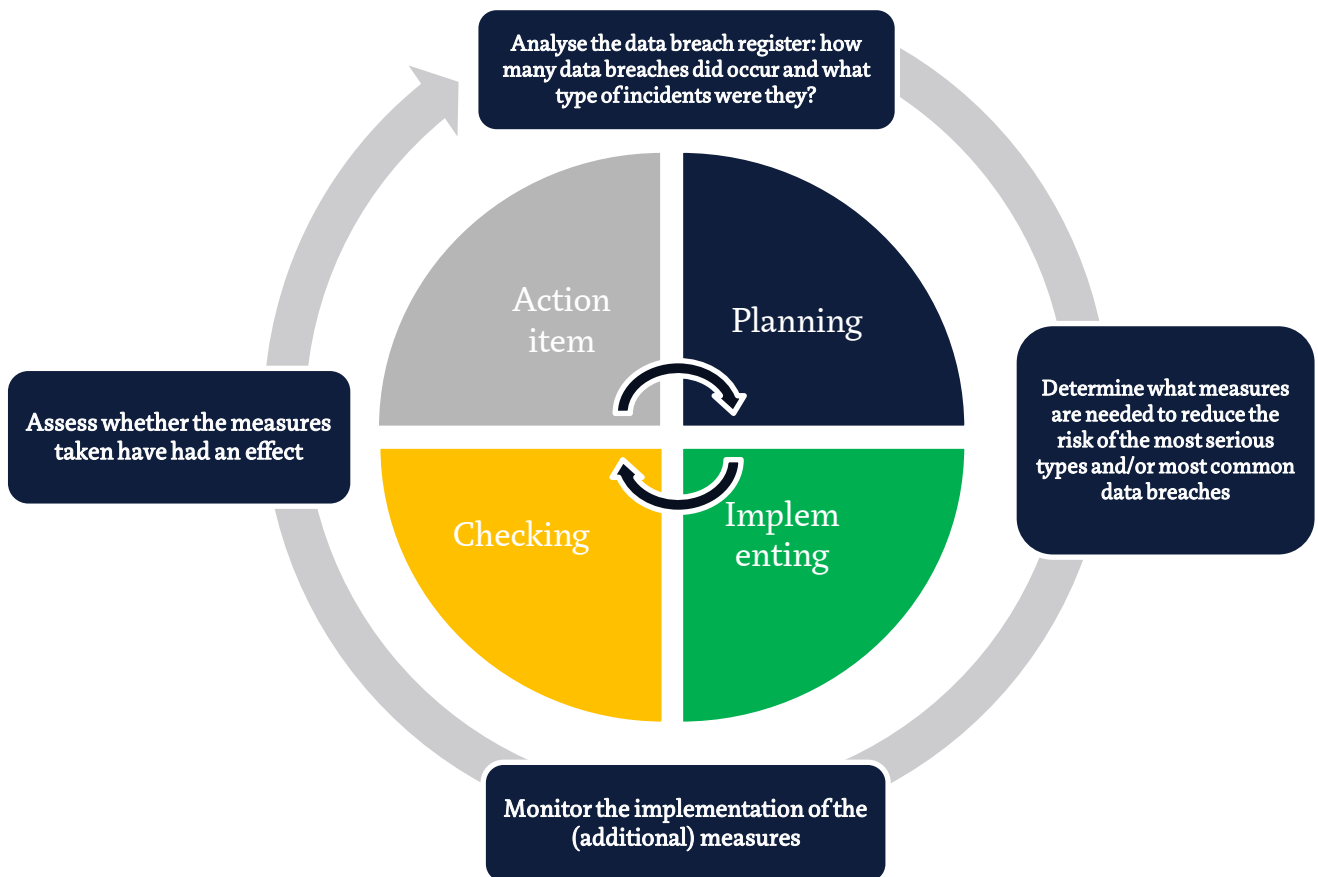 Analyse the data breach register: how
many data breaches did occur and what
type of incidents were they?
Action
item
Planning
Determine what measures
are needed to reduce the
risk of the most serious
types and/or most common
data breaches
Assess whether the measures
taken have had an effect
Checking
Implem
enting
Monitor the implementation of the
(additional) measures